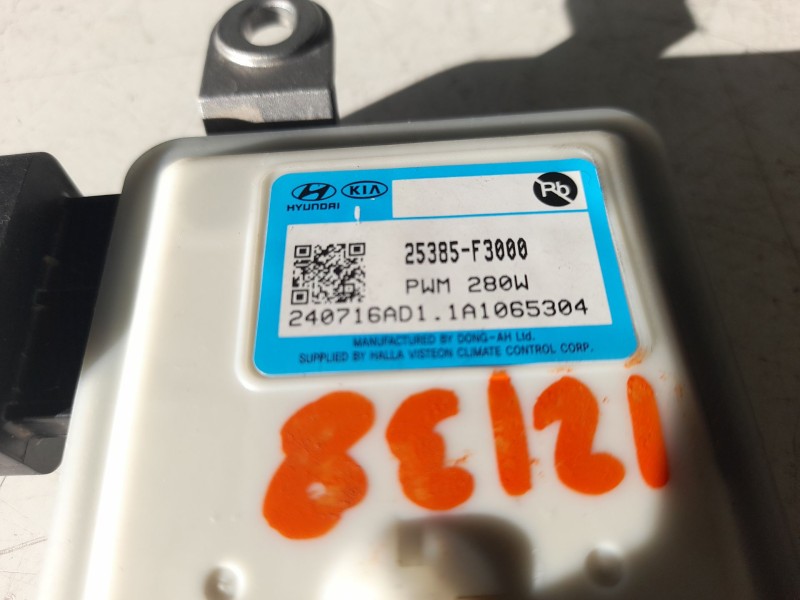 HYUNDAI KIA
Pb
25385-F3000
PWM 280W
240716AD1.1A1065304
MANUFACTURED BY DONG-AH Ltd.
SUPPLIED BY HALLA VISTEON CLIMATE CONTROL CORP.
12138